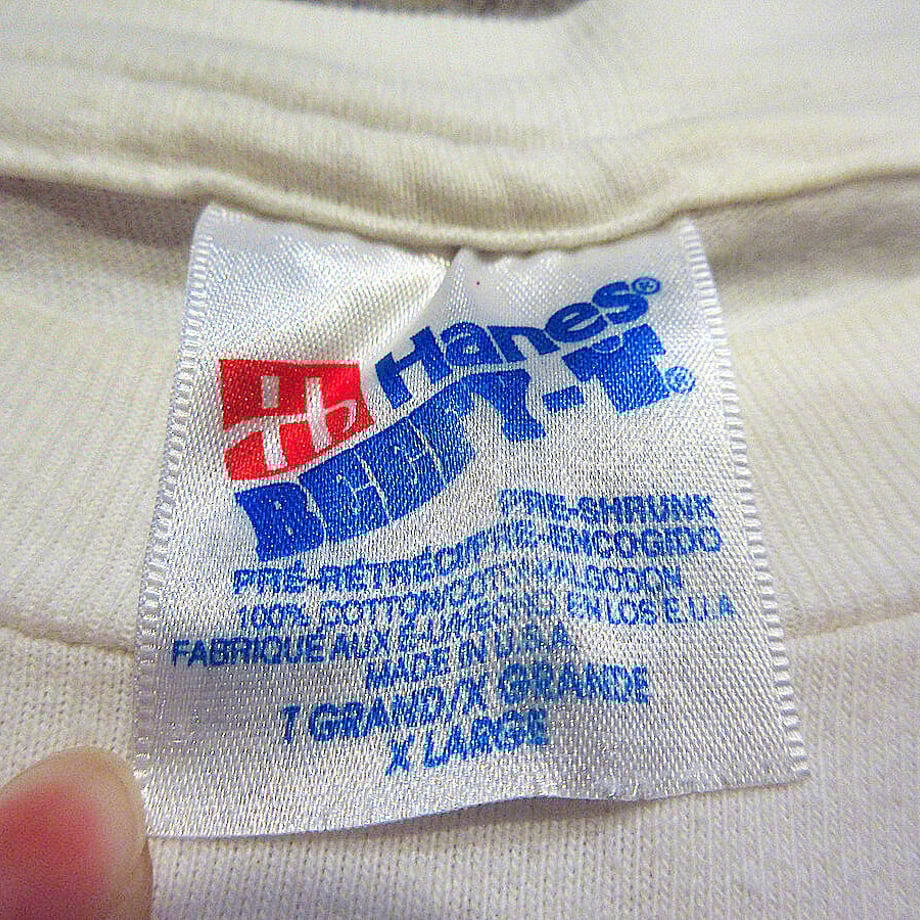 Hanes®
BEEFY-T®
PRE-SHRUNK
PRÉ-RÉTRÉCI/PRE-ENCOGIDO
100% COTTON/COTON/ALGODON
FABRIQUE AUX É-U/HECHO EN LOS E.U.A
MADE IN U.S.A.
T GRAND/X GRANDE
X LARGE